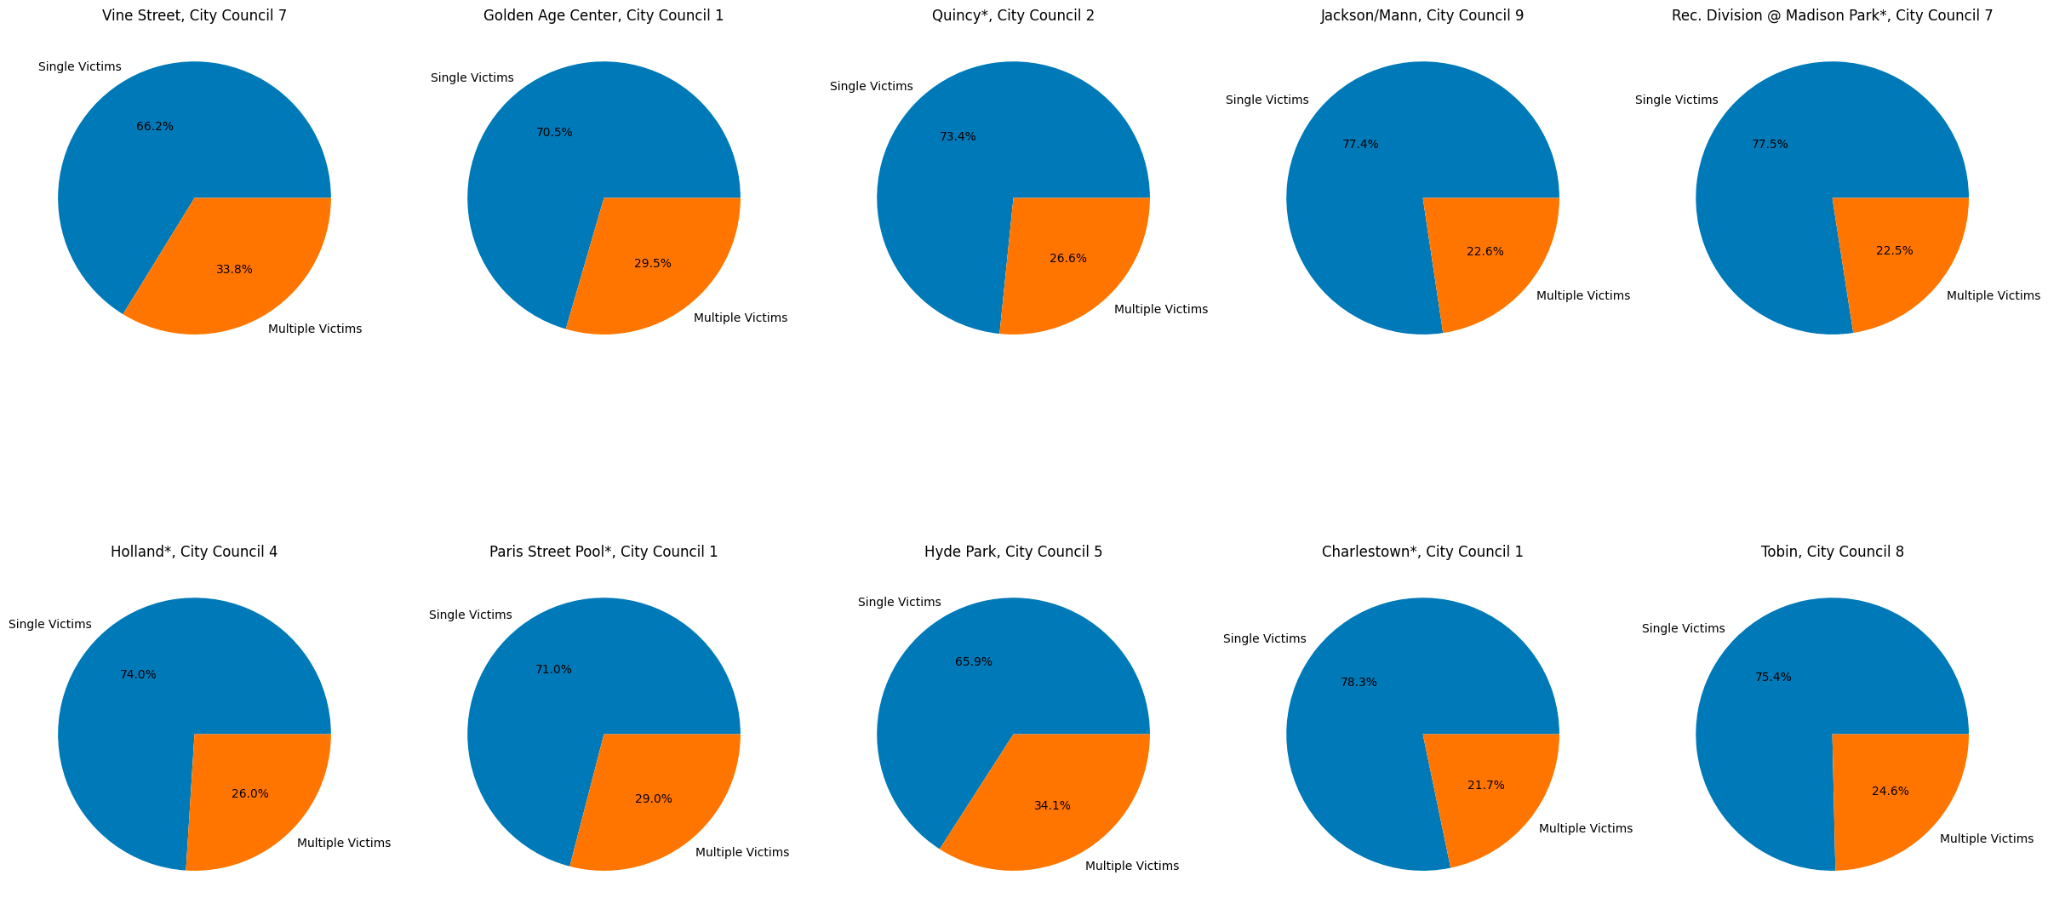 Vine Street, City Council 7
Single Victims
66.2%
33.8%
Multiple Victims
Golden Age Center, City Council 1
Single Victims
70.5%
29.5%
Multiple Victims
Quincy*, City Council 2
Single Victims
73.4%
26.6%
Multiple Victims
Jackson/Mann, City Council 9
Single Victims
77.4%
22.6%
Multiple Victims
Rec. Division @ Madison Park*, City Council 7
Single Victims
77.5%
22.5%
Multiple Victims
Holland*, City Council 4
Single Victims
74.0%
26.0%
Multiple Victims
Paris Street Pool*, City Council 1
Single Victims
71.0%
29.0%
Multiple Victims
Hyde Park, City Council 5
Single Victims
65.9%
34.1%
Multiple Victims
Charlestown*, City Council 1
Single Victims
78.3%
21.7%
Multiple Victims
Tobin, City Council 8
Single Victims
75.4%
24.6%
Multiple Victims